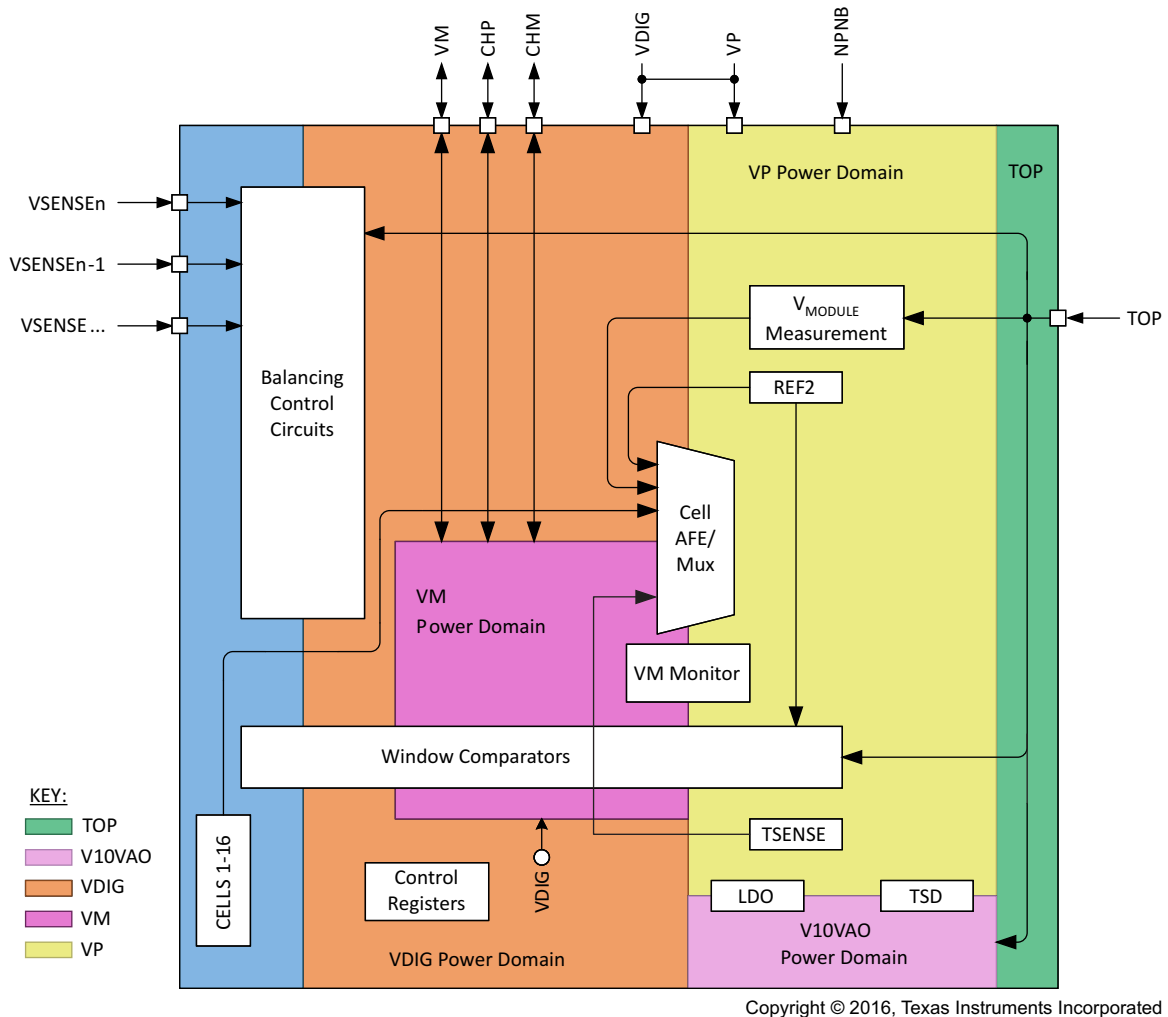 VM
CHP
CHM
VDIG
VP
NPNB
VP Power Domain
TOP
VSENSEn
VSENSEn-1
VSENSE ...
TOP
V_MODULE
Measurement
REF2
Balancing
Control
Circuits
Cell
AFE/
Mux
VM
Power Domain
VM Monitor
Window Comparators
KEY:
TOP
V10VAO
VDIG
VM
VP
CELLS 1-16
TSENSE
Control
Registers
VDIG
LDO
TSD
V10VAO
Power Domain
VDIG Power Domain
Copyright © 2016, Texas Instruments Incorporated